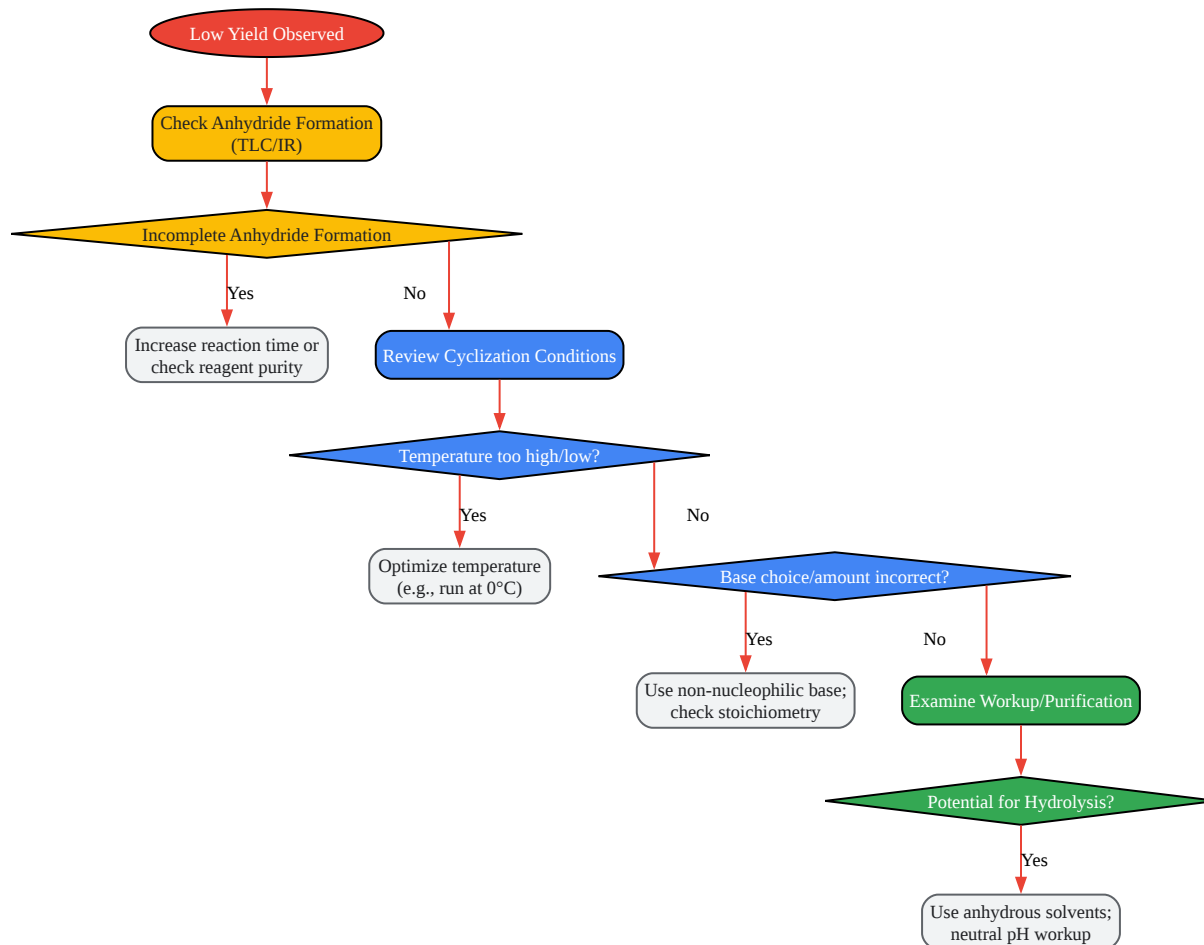 Low Yield Observed
Check Anhydride Formation
(TLC/IR)
Incomplete Anhydride Formation
Yes
No
Increase reaction time or
check reagent purity
Review Cyclization Conditions
Temperature too high/low?
Yes
No
Optimize temperature
(e.g., run at 0°C)
Base choice/amount incorrect?
Yes
No
Use non-nucleophilic base;
check stoichiometry
Examine Workup/Purification
Potential for Hydrolysis?
Yes
Use anhydrous solvents;
neutral pH workup